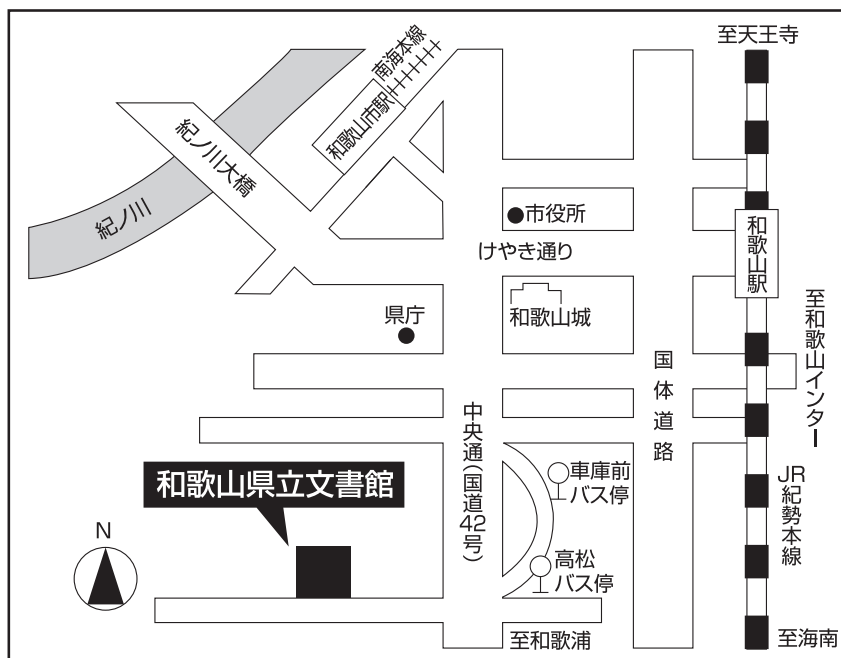 至天王寺
南海本線
和歌山市駅
紀ノ川大橋
紀ノ川
市役所
けやき通り
和歌山駅
和歌山城
県庁
至和歌山インター
国体道路
中央通(国道42号)
車庫前
バス停
和歌山県立文書館
JR
紀勢本線
N
高松
バス停
至和歌浦
至海南